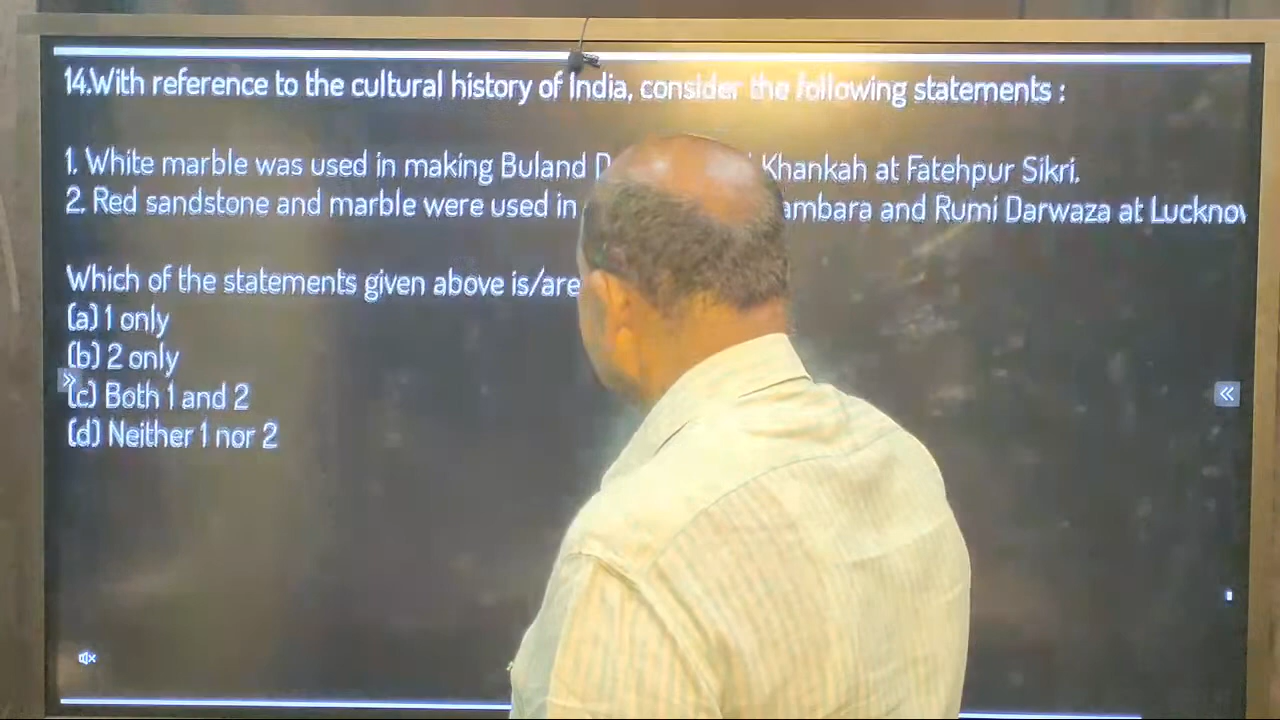 14.With reference to the cultural history of India, consider the following statements :
1. White marble was used in making Buland Khankah at Fatehpur Sikri.
2. Red sandstone and marble were used in and Rumi Darwaza at
Which of the statements given above is/are
(a) 1 only
(b) 2 only
(c) Both 1 and 2
(d) Neither 1 nor 2